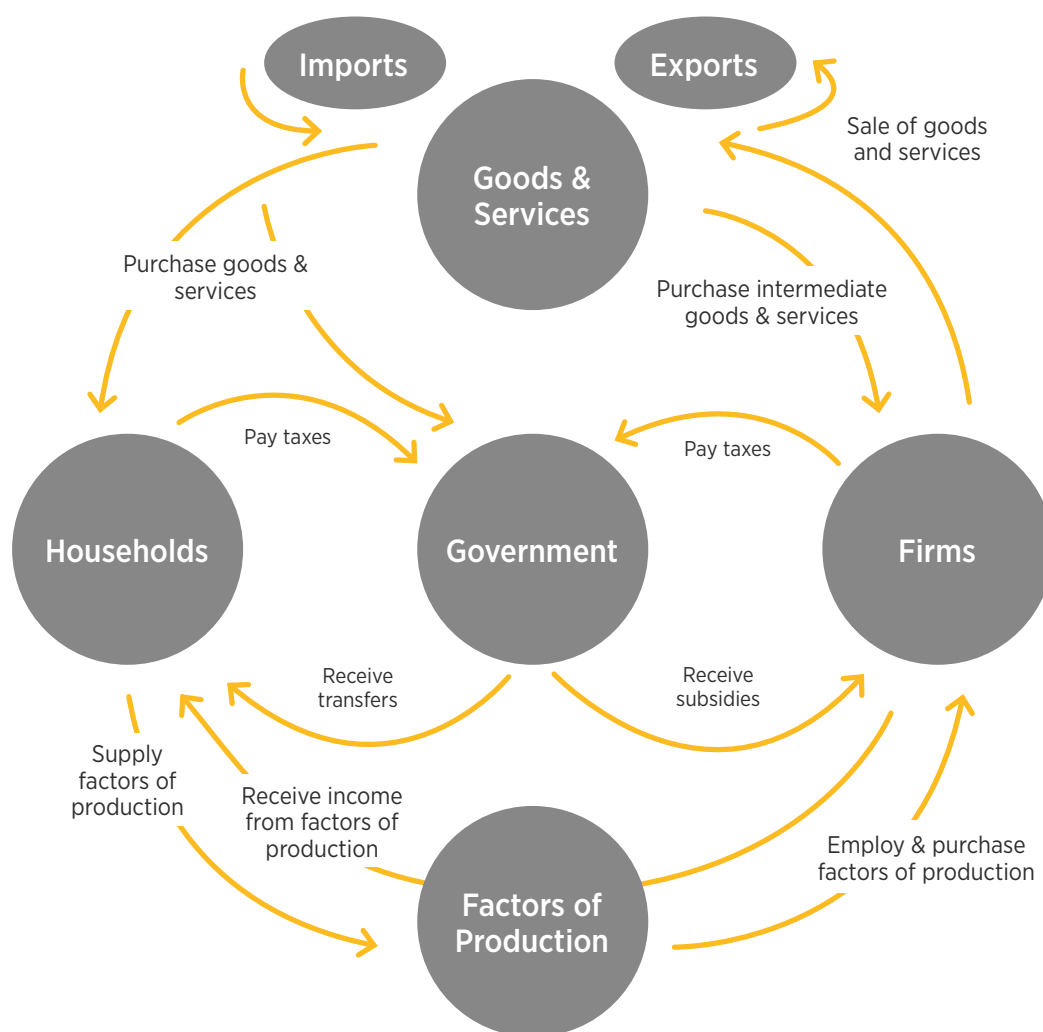 Imports
Exports
Sale of goods
and services
Goods &
Services
Purchase goods &
services
Purchase intermediate
goods & services
Pay taxes
Pay taxes
Households
Government
Firms
Receive
transfers
Receive
subsidies
Supply
factors of
production
Receive income
from factors of
production
Employ & purchase
factors of production
Factors of
Production